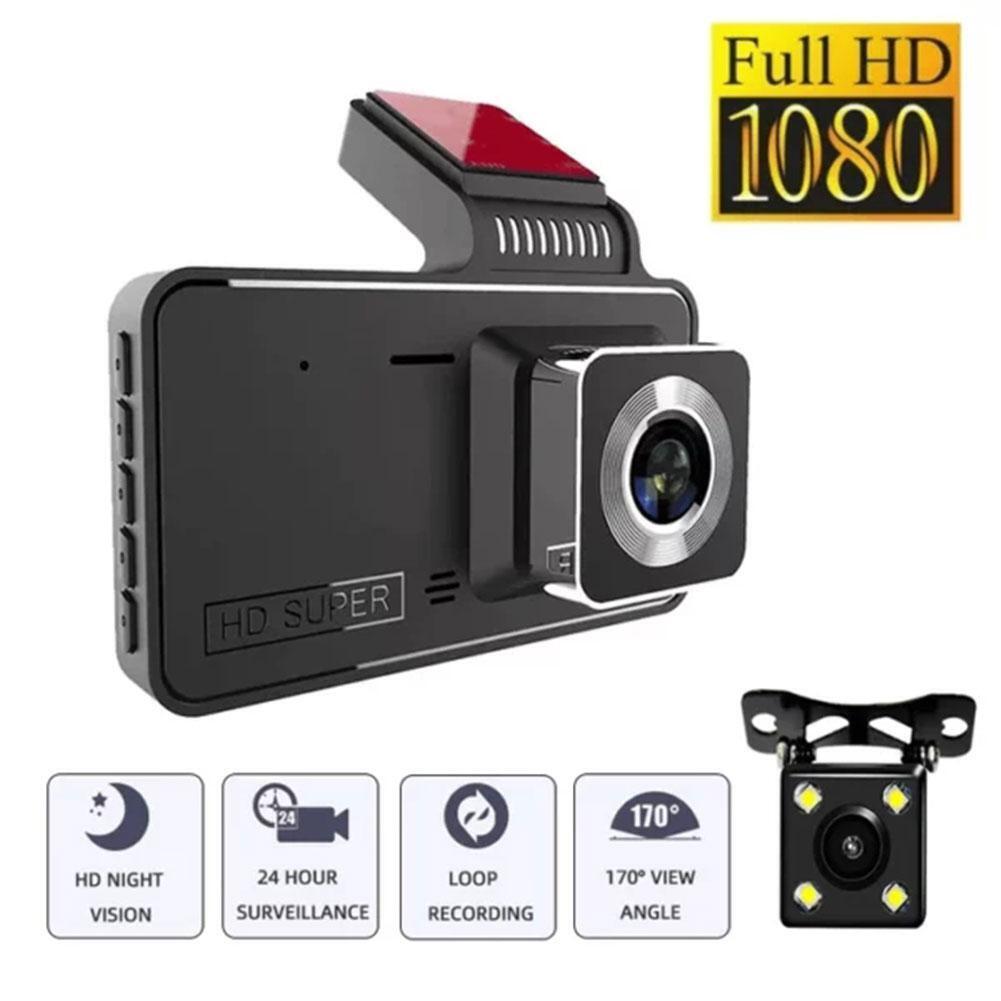 Full HD
1080
HD SUPER
24
170°
HD NIGHT
VISION
24 HOUR
SURVEILLANCE
LOOP
RECORDING
170° VIEW
ANGLE